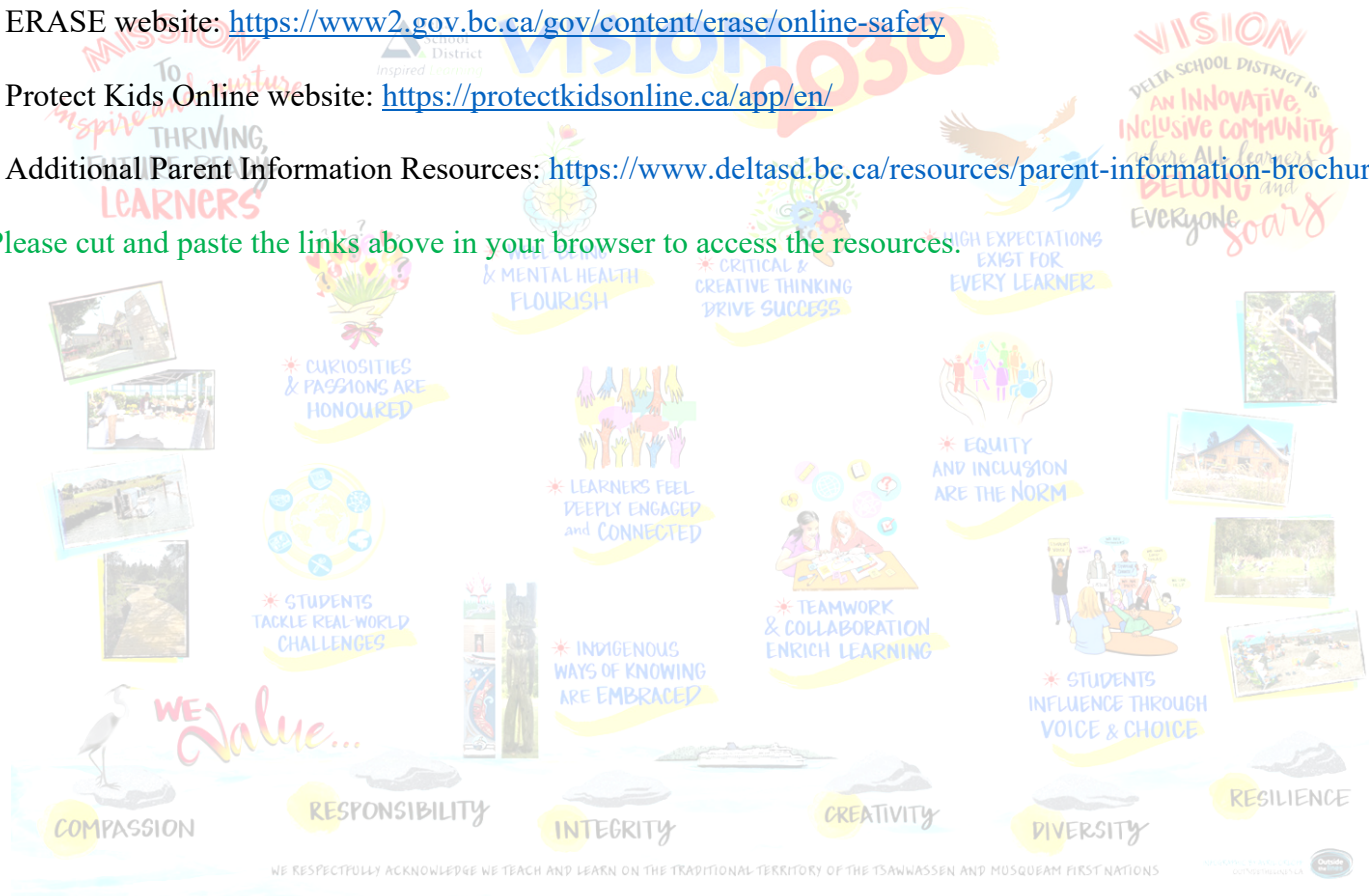 ERASE website: https://www2.gov.bc.ca/gov/content/erase/online-safety
Protect Kids Online website: https://protectkidsonline.ca/app/en/
Additional Parent Information Resources: https://www.deltasd.bc.ca/resources/parent-information-brochur
Please cut and paste the links above in your browser to access the resources.
MISSION
To
inspire and nurture
THRIVING,
FUTURE READY
LEARNERS
School
District
Inspired
VISION
2030
VISION
DELTA SCHOOL DISTRICT IS
AN INNOVATIVE,
INCLUSIVE COMMUNITY
where ALL learners
BELONG and
EVERYONE soars
WELL-BEING
& MENTAL HEALTH
FLOURISH
CRITICAL &
CREATIVE THINKING
DRIVE SUCCESS
HIGH EXPECTATIONS
EXIST FOR
EVERY LEARNER
CURIOSITIES
& PASSIONS ARE
HONOURED
LEARNERS FEEL
DEEPLY ENGAGED
and CONNECTED
EQUITY
AND INCLUSION
ARE THE NORM
STUDENTS
TACKLE REAL-WORLD
CHALLENGES
INDIGENOUS
WAYS OF KNOWING
ARE EMBRACED
TEAMWORK
& COLLABORATION
ENRICH LEARNING
STUDENTS
INFLUENCE THROUGH
VOICE & CHOICE
WE Value...
COMPASSION
RESPONSIBILITY
INTEGRITY
CREATIVITY
DIVERSITY
RESILIENCE
WE RESPECTFULLY ACKNOWLEDGE WE TEACH AND LEARN ON THE TRADITIONAL TERRITORY OF THE TSAWWASSEN AND MUSQUEAM FIRST NATIONS
Outside